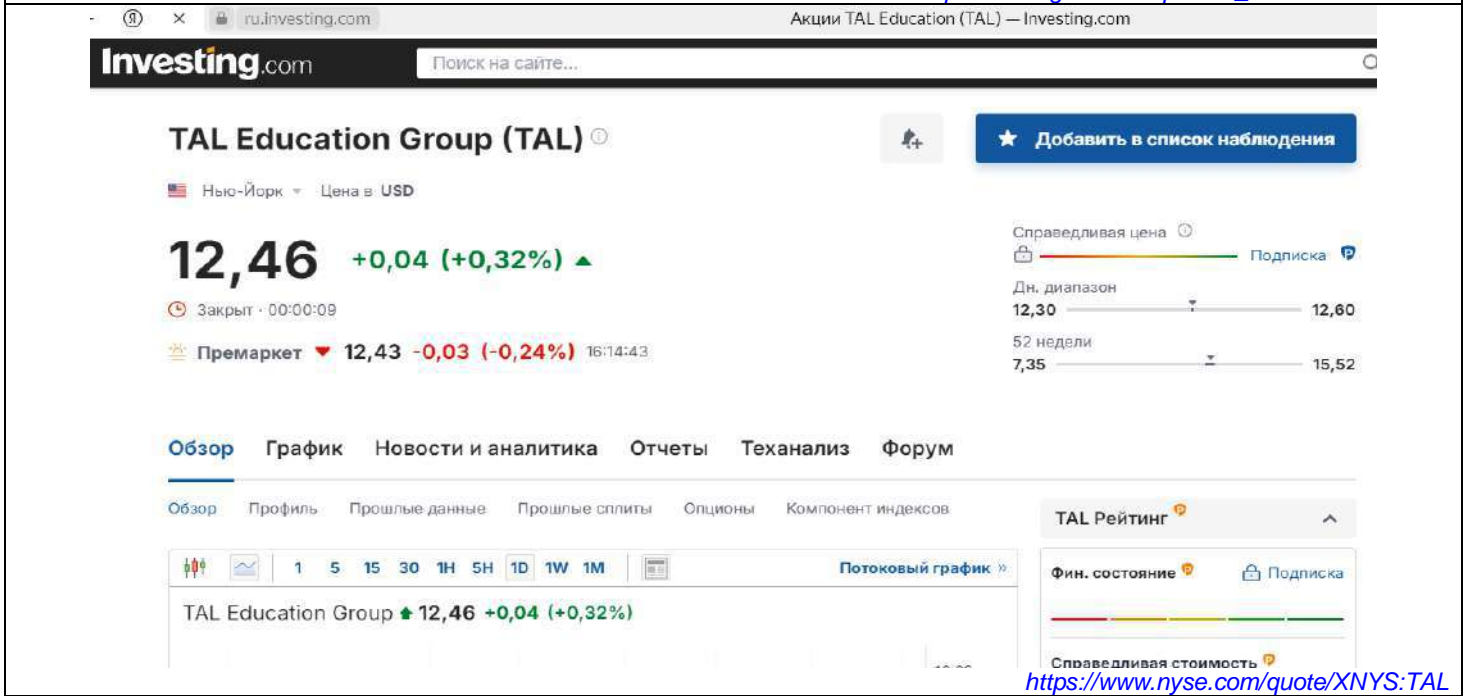 ru.investing.com
Акции TAL Education (TAL) — Investing.com
Investing.com
Поиск на сайте...
TAL Education Group (TAL)
Добавить в список наблюдения
Нью-Йорк
Цена в USD
12,46 +0,04 (+0,32%)
Закрыт · 00:00:09
Премаркет 12,43 -0,03 (-0,24%) 16:14:43
Справедливая цена
Подписка
Дн. диапазон
12,30 12,60
52 недели
7,35 15,52
Обзор График Новости и аналитика Отчеты Теханализ Форум
Обзор Профиль Прошлые данные Прошлые сплиты Опционы Компонент индексов
1 5 15 30 1H 5H 1D 1W 1M
Потоковый график »
TAL Education Group 12,46 +0,04 (+0,32%)
TAL Рейтинг
Фин. состояние Подписка
Справедливая стоимость
https://www.nyse.com/quote/XNYS:TAL